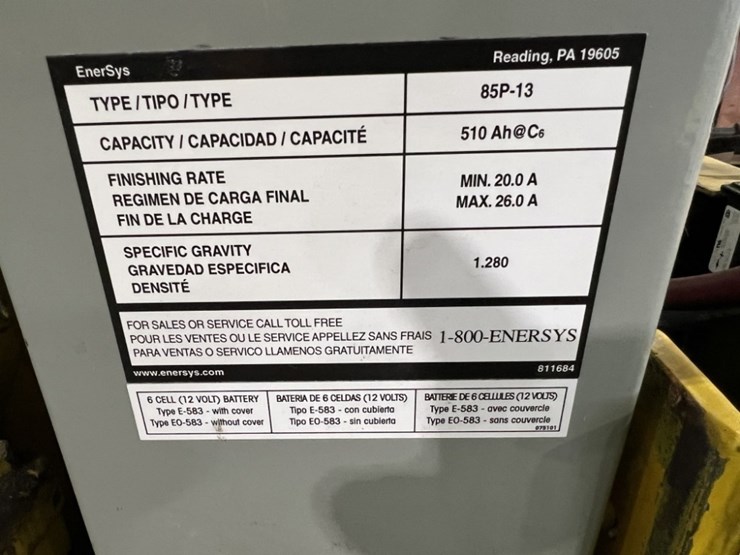 EnerSys
Reading, PA 19605
TYPE / TIPO / TYPE
85P-13
CAPACITY / CAPACIDAD / CAPACITÉ
510 Ah@C6
FINISHING RATE
REGIMEN DE CARGA FINAL
FIN DE LA CHARGE
MIN. 20.0 A
MAX. 26.0 A
SPECIFIC GRAVITY
GRAVEDAD ESPECIFICA
DENSITÉ
1.280
FOR SALES OR SERVICE CALL TOLL FREE
POUR LES VENTES OU LE SERVICE APPELLEZ SANS FRAIS
PARA VENTAS O SERVICO LLAMENOS GRATUITAMENTE
1-800-ENERSYS
www.enersys.com
811684
6 CELL (12 VOLT) BATTERY
Type E-583 - with cover
Type EO-583 - without cover
BATERIA DE 6 CELDAS (12 VOLTS)
Tipo E-583 - con cubierta
Tipo EO-583 - sin cubierta
BATTERIE DE 6 CELLULES (12 VOLTS)
Type E-583 - avec couvercle
Type EO-583 - sans couvercle
078101